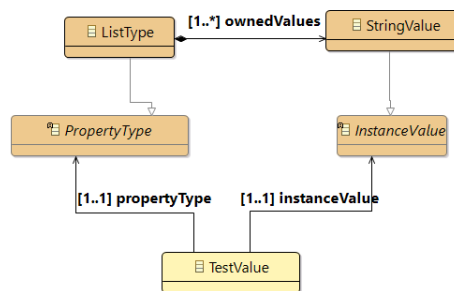 [1..*] ownedValues
ListType
StringValue
PropertyType
InstanceValue
[1..1] propertyType
[1..1] instanceValue
TestValue